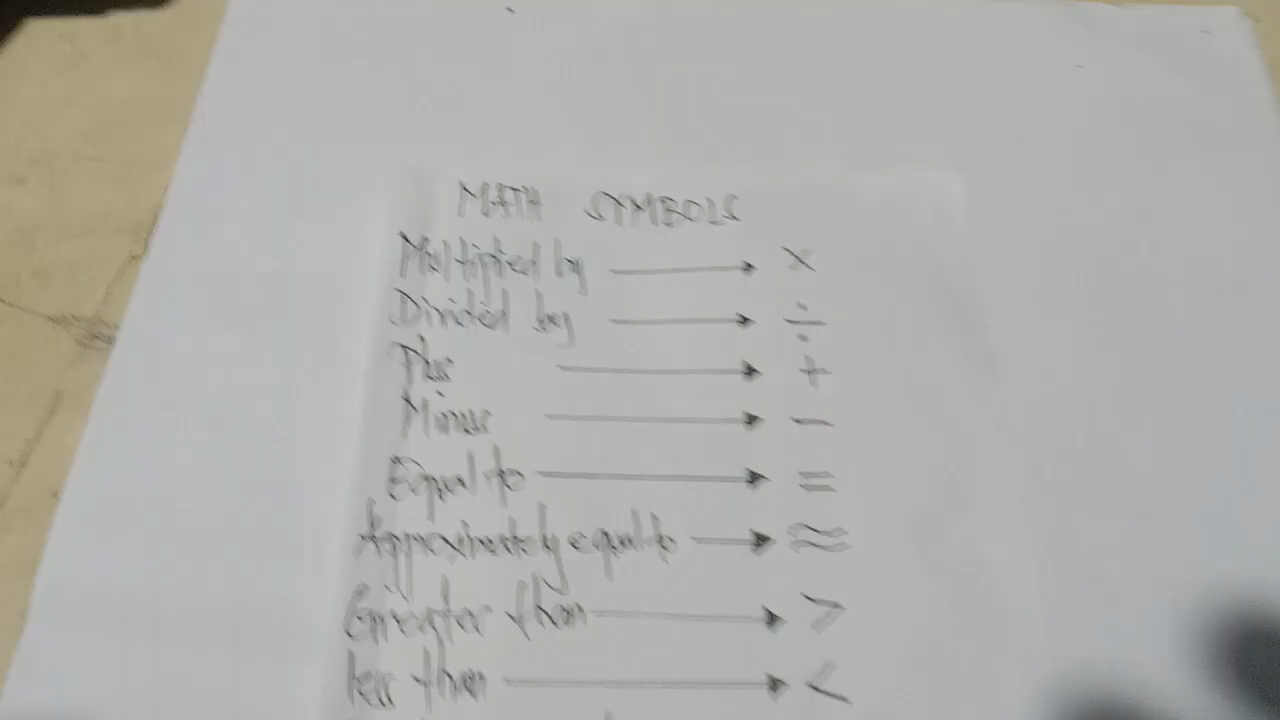 MATH SYMBOLS
Multiplied by → ×
Divided by → ÷
Plus → +
Minus → −
Equal to → =
Approximately equal to → ≈
Greater than → >
less than → <